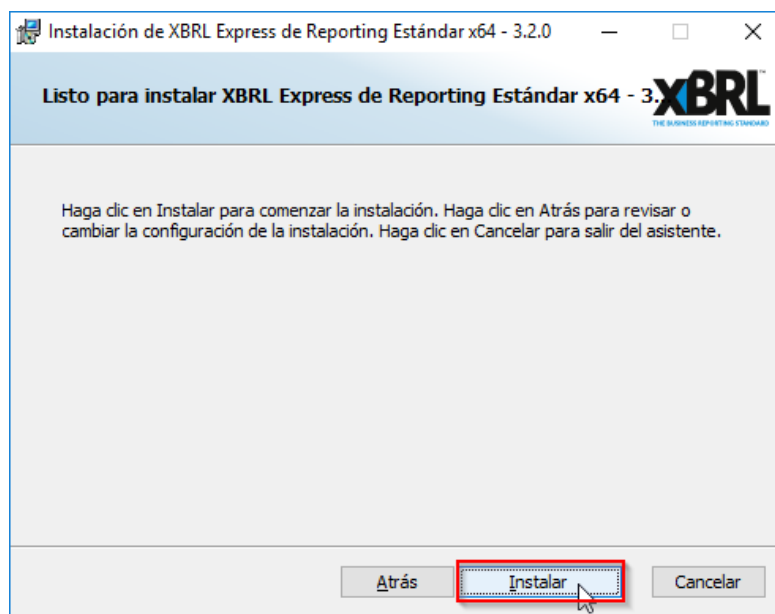 Instalación de XBRL Express de Reporting Estándar x64 - 3.2.0
Listo para instalar XBRL Express de Reporting Estándar x64 - 3.
XBRL
THE BUSINESS REPORTING STANDARD
Haga clic en Instalar para comenzar la instalación. Haga clic en Atrás para revisar o
cambiar la configuración de la instalación. Haga clic en Cancelar para salir del asistente.
Atrás
Instalar
Cancelar